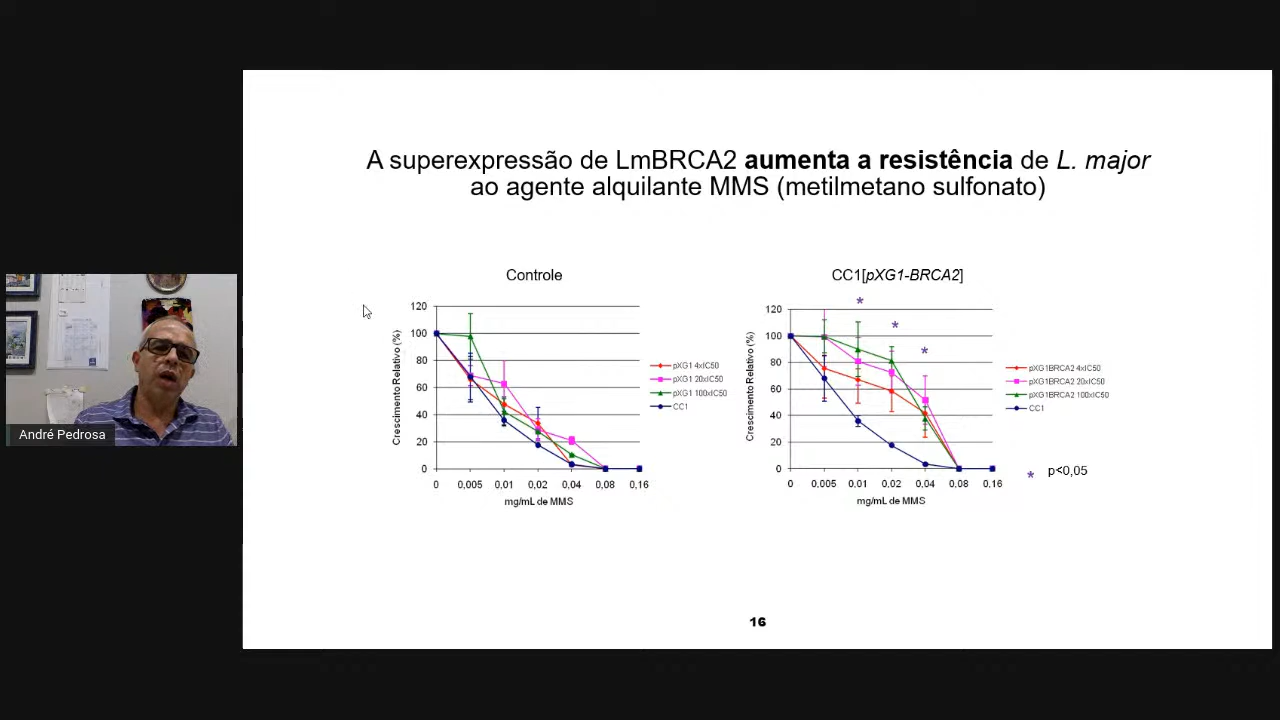 A superexpressão de LmBRCA2 aumenta a resistência de L. major
ao agente alquilante MMS (metilmetano sulfonato)
Controle
120
100
80
60
40
20
0
Crescimento Relativo (%)
0 0,005 0,01 0,02 0,04 0,08 0,16
mg/mL de MMS
pXG1 4xIC50
pXG1 20xIC50
pXG1 100xIC50
CC1
CC1[pXG1-BRCA2]
*
*
*
120
100
80
60
40
20
0
Crescimento Relativo (%)
0 0,005 0,01 0,02 0,04 0,08 0,16
mg/mL de MMS
pXG1BRCA2 4xIC50
pXG1BRCA2 20xIC50
pXG1BRCA2 100xIC50
CC1
* p<0,05
André Pedrosa
16